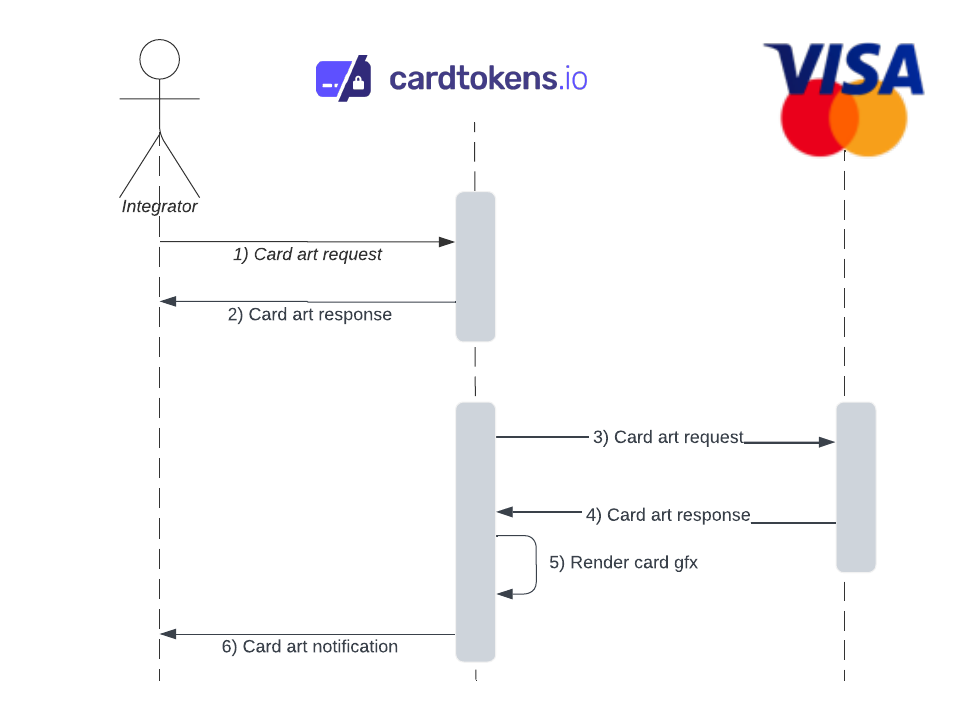 cardtokens.io
VISA
Integrator
1) Card art request
2) Card art response
3) Card art request
4) Card art response
5) Render card gfx
6) Card art notification